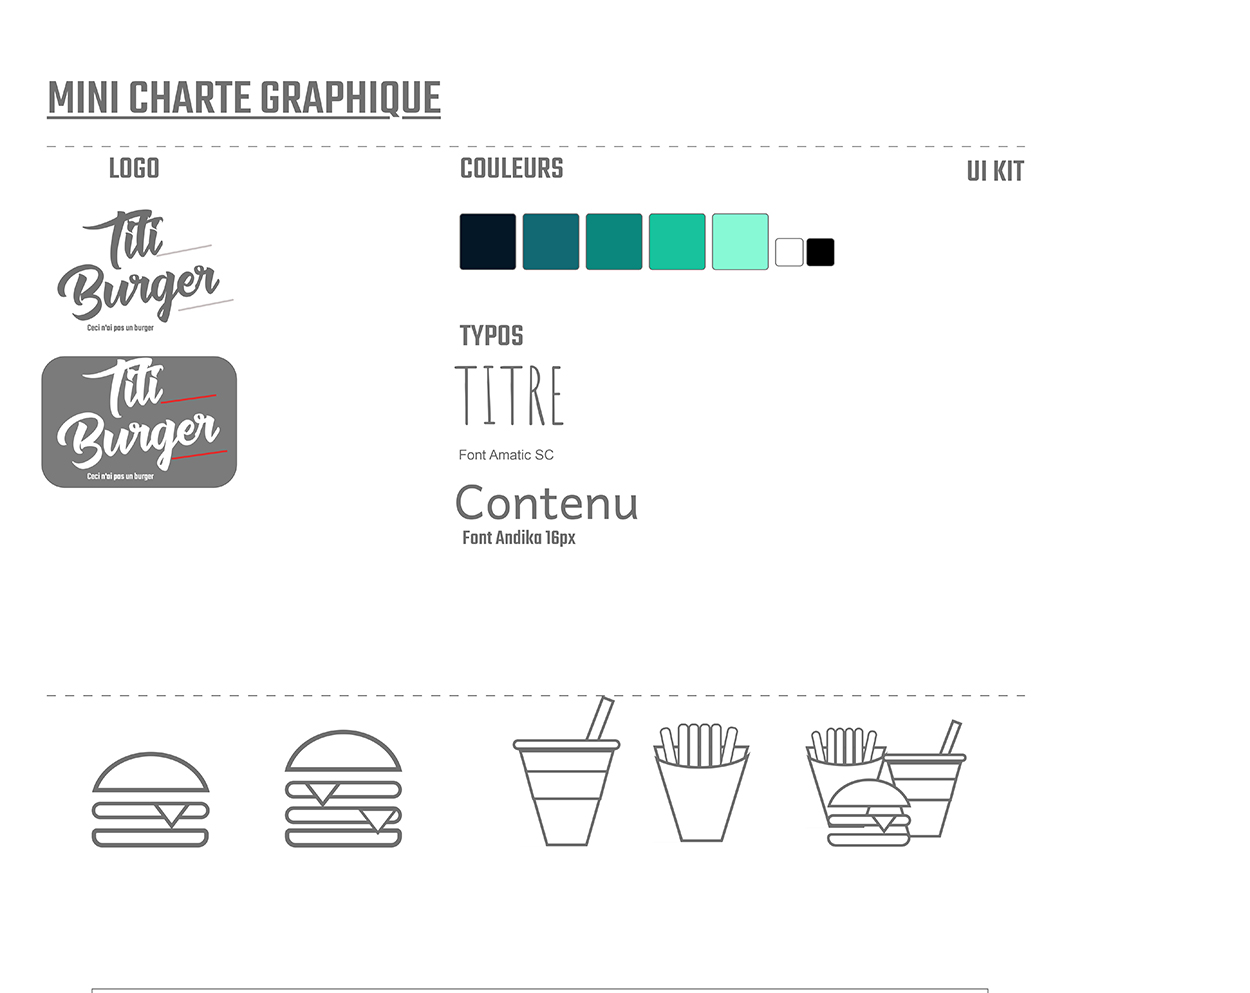 MINI CHARTE GRAPHIQUE
LOGO
COULEURS
UI KIT
Titi
Burger
Ceci n'ai pas un burger
Titi
Burger
Ceci n'ai pas un burger
TYPOS
TITRE
Font Amatic SC
Contenu
Font Andika 16px